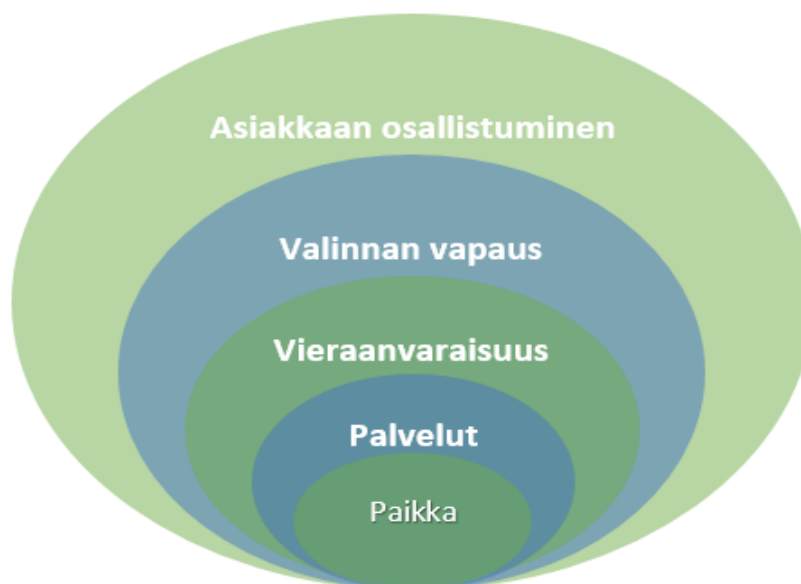 Asiakkaan osallistuminen
Valinnan vapaus
Vieraanvaraisuus
Palvelut
Paikka